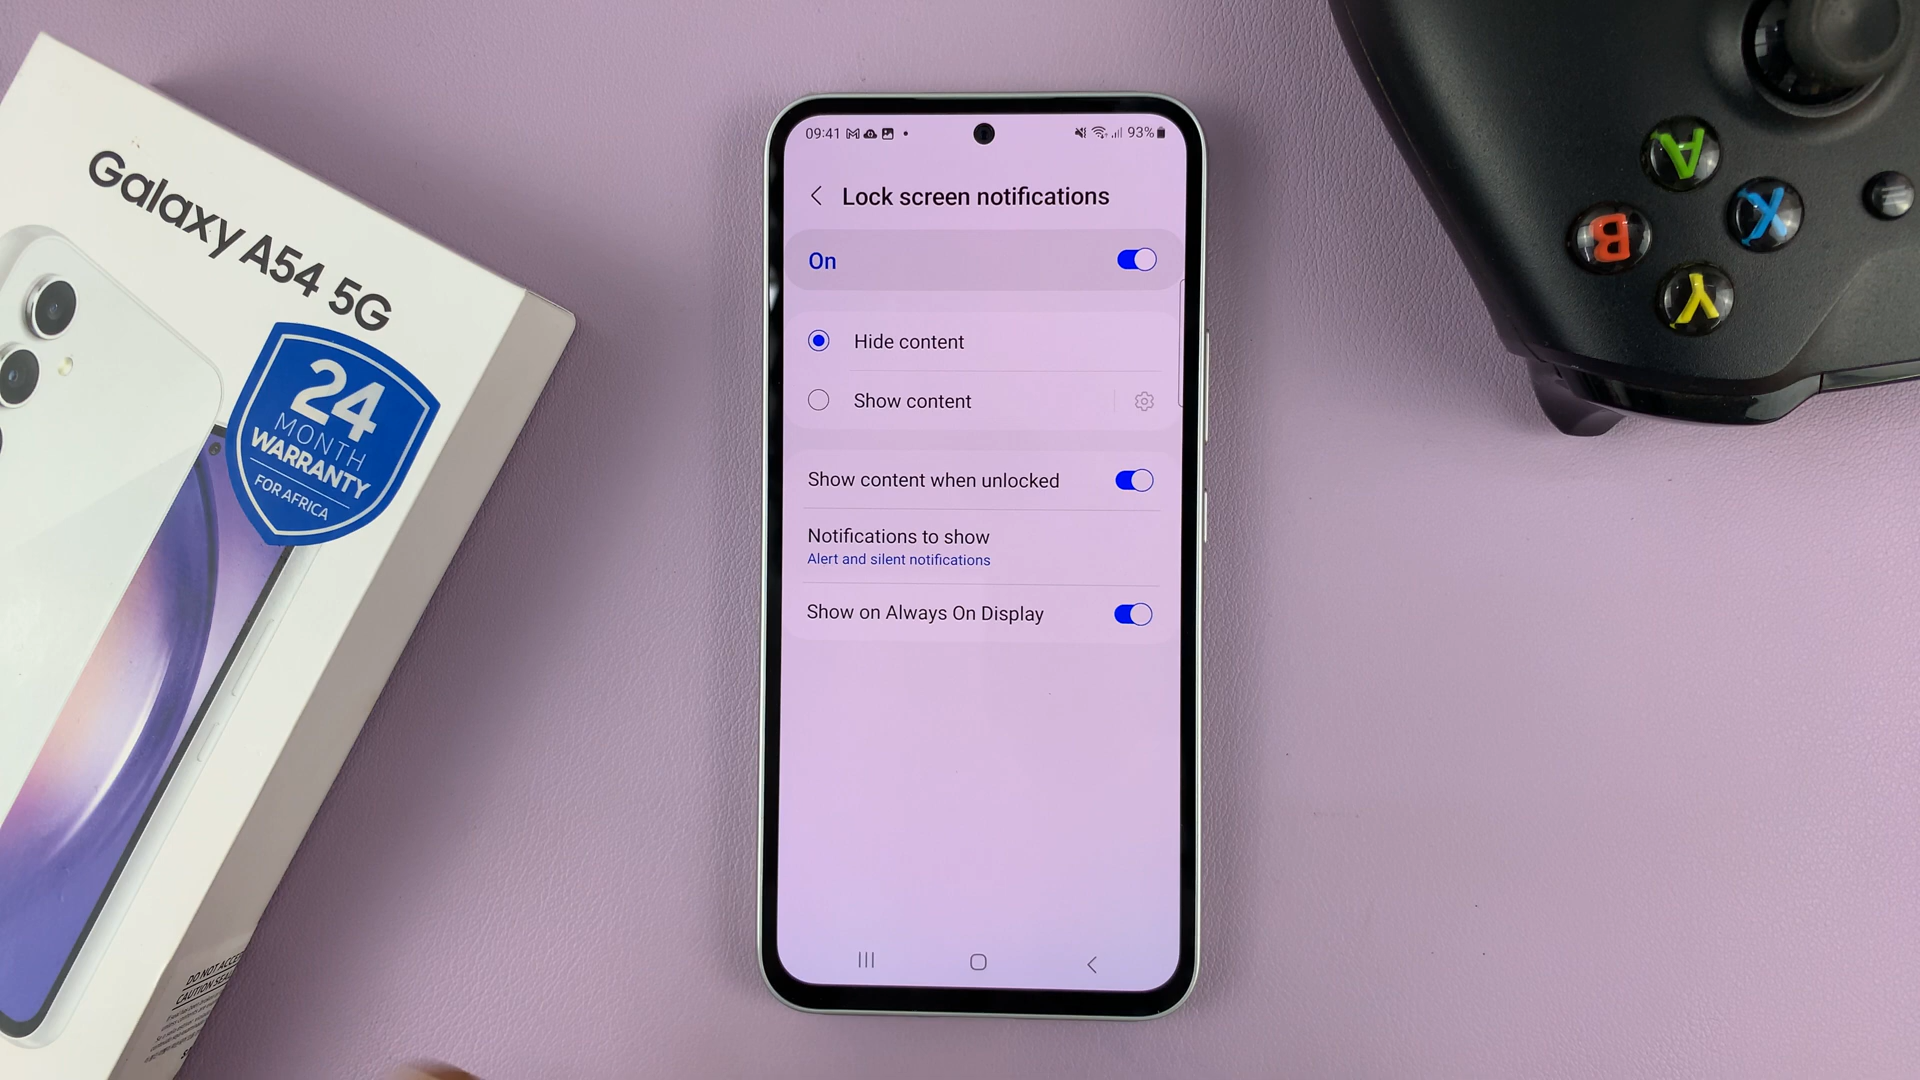 Galaxy A54 5G
24
MONTH
WARRANTY
FOR AFRICA
09:41
93%
Lock screen notifications
On
Hide content
Show content
Show content when unlocked
Notifications to show
Alert and silent notifications
Show on Always On Display
A
B
X
Y